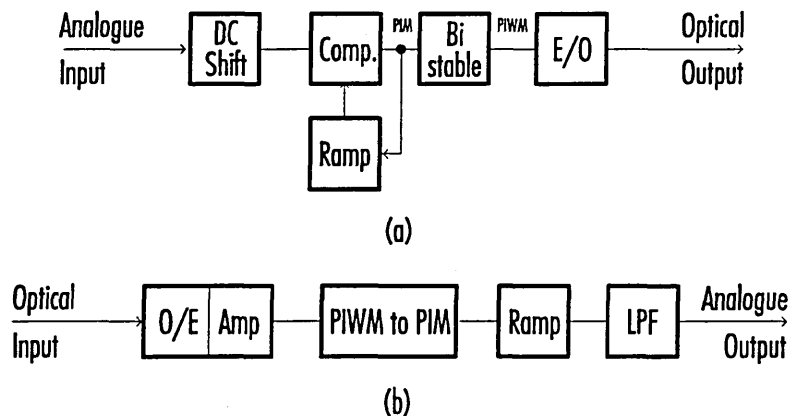 Analogue
Input
DC
Shift
Comp.
PIM
Bi
stable
PIWM
E/O
Optical
Output
Ramp
(a)
Optical
Input
O/E
Amp
PIWM to PIM
Ramp
LPF
Analogue
Output
(b)